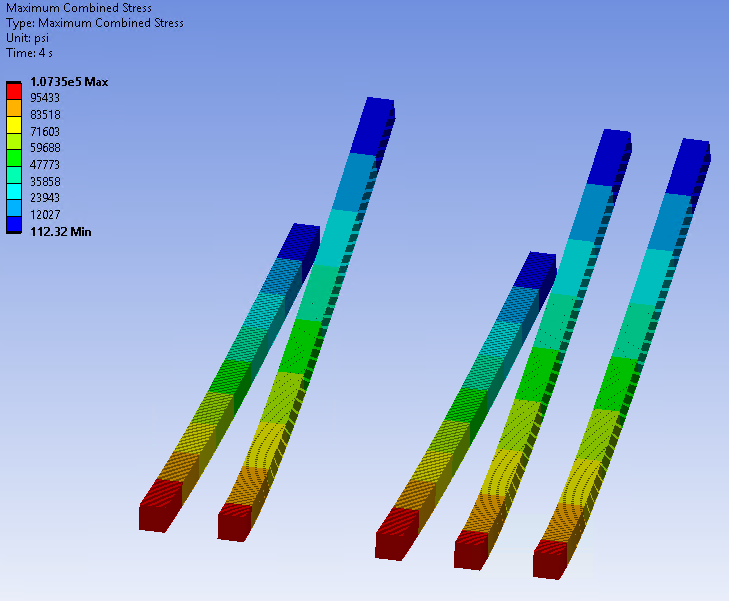 Maximum Combined Stress
Type: Maximum Combined Stress
Unit: psi
Time: 4 s
1.0735e5 Max
95433
83518
71603
59688
47773
35858
23943
12027
112.32 Min